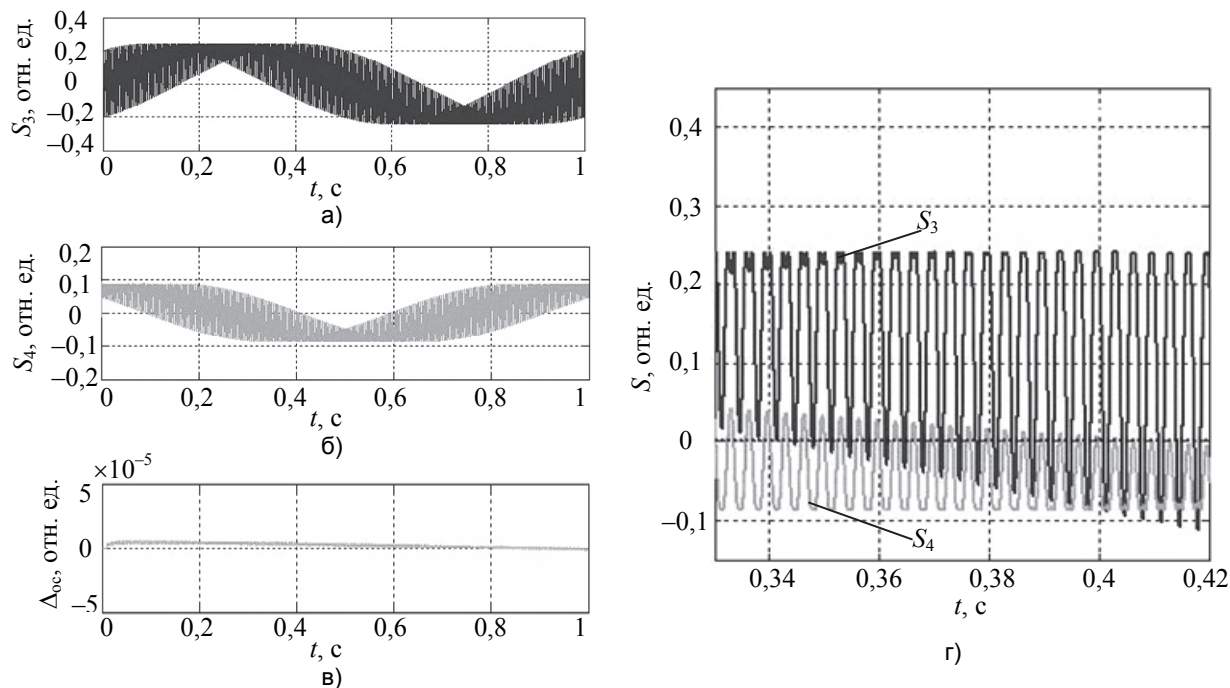 0,4
0,2
0
–0,2
–0,4
S3, отн. ед.
0 0,2 0,4 0,6 0,8 1
t, с
а)
0,2
0,1
0
–0,1
–0,2
S4, отн. ед.
0 0,2 0,4 0,6 0,8 1
t, с
б)
×10–5
5
0
–5
Δос, отн. ед.
0 0,2 0,4 0,6 0,8 1
t, с
в)
0,4
0,3
0,2
0,1
0
–0,1
S, отн. ед.
S3
S4
0,34 0,36 0,38 0,4 0,42
t, с
г)